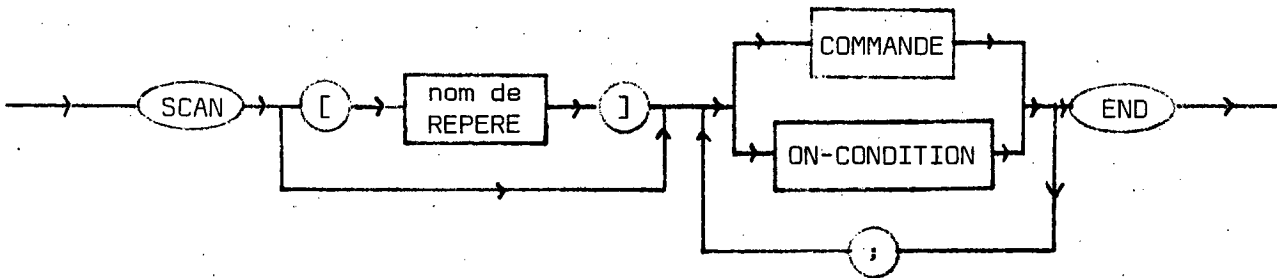 COMMANDE
SCAN [ nom de REPERE ] END
ON-CONDITION
;